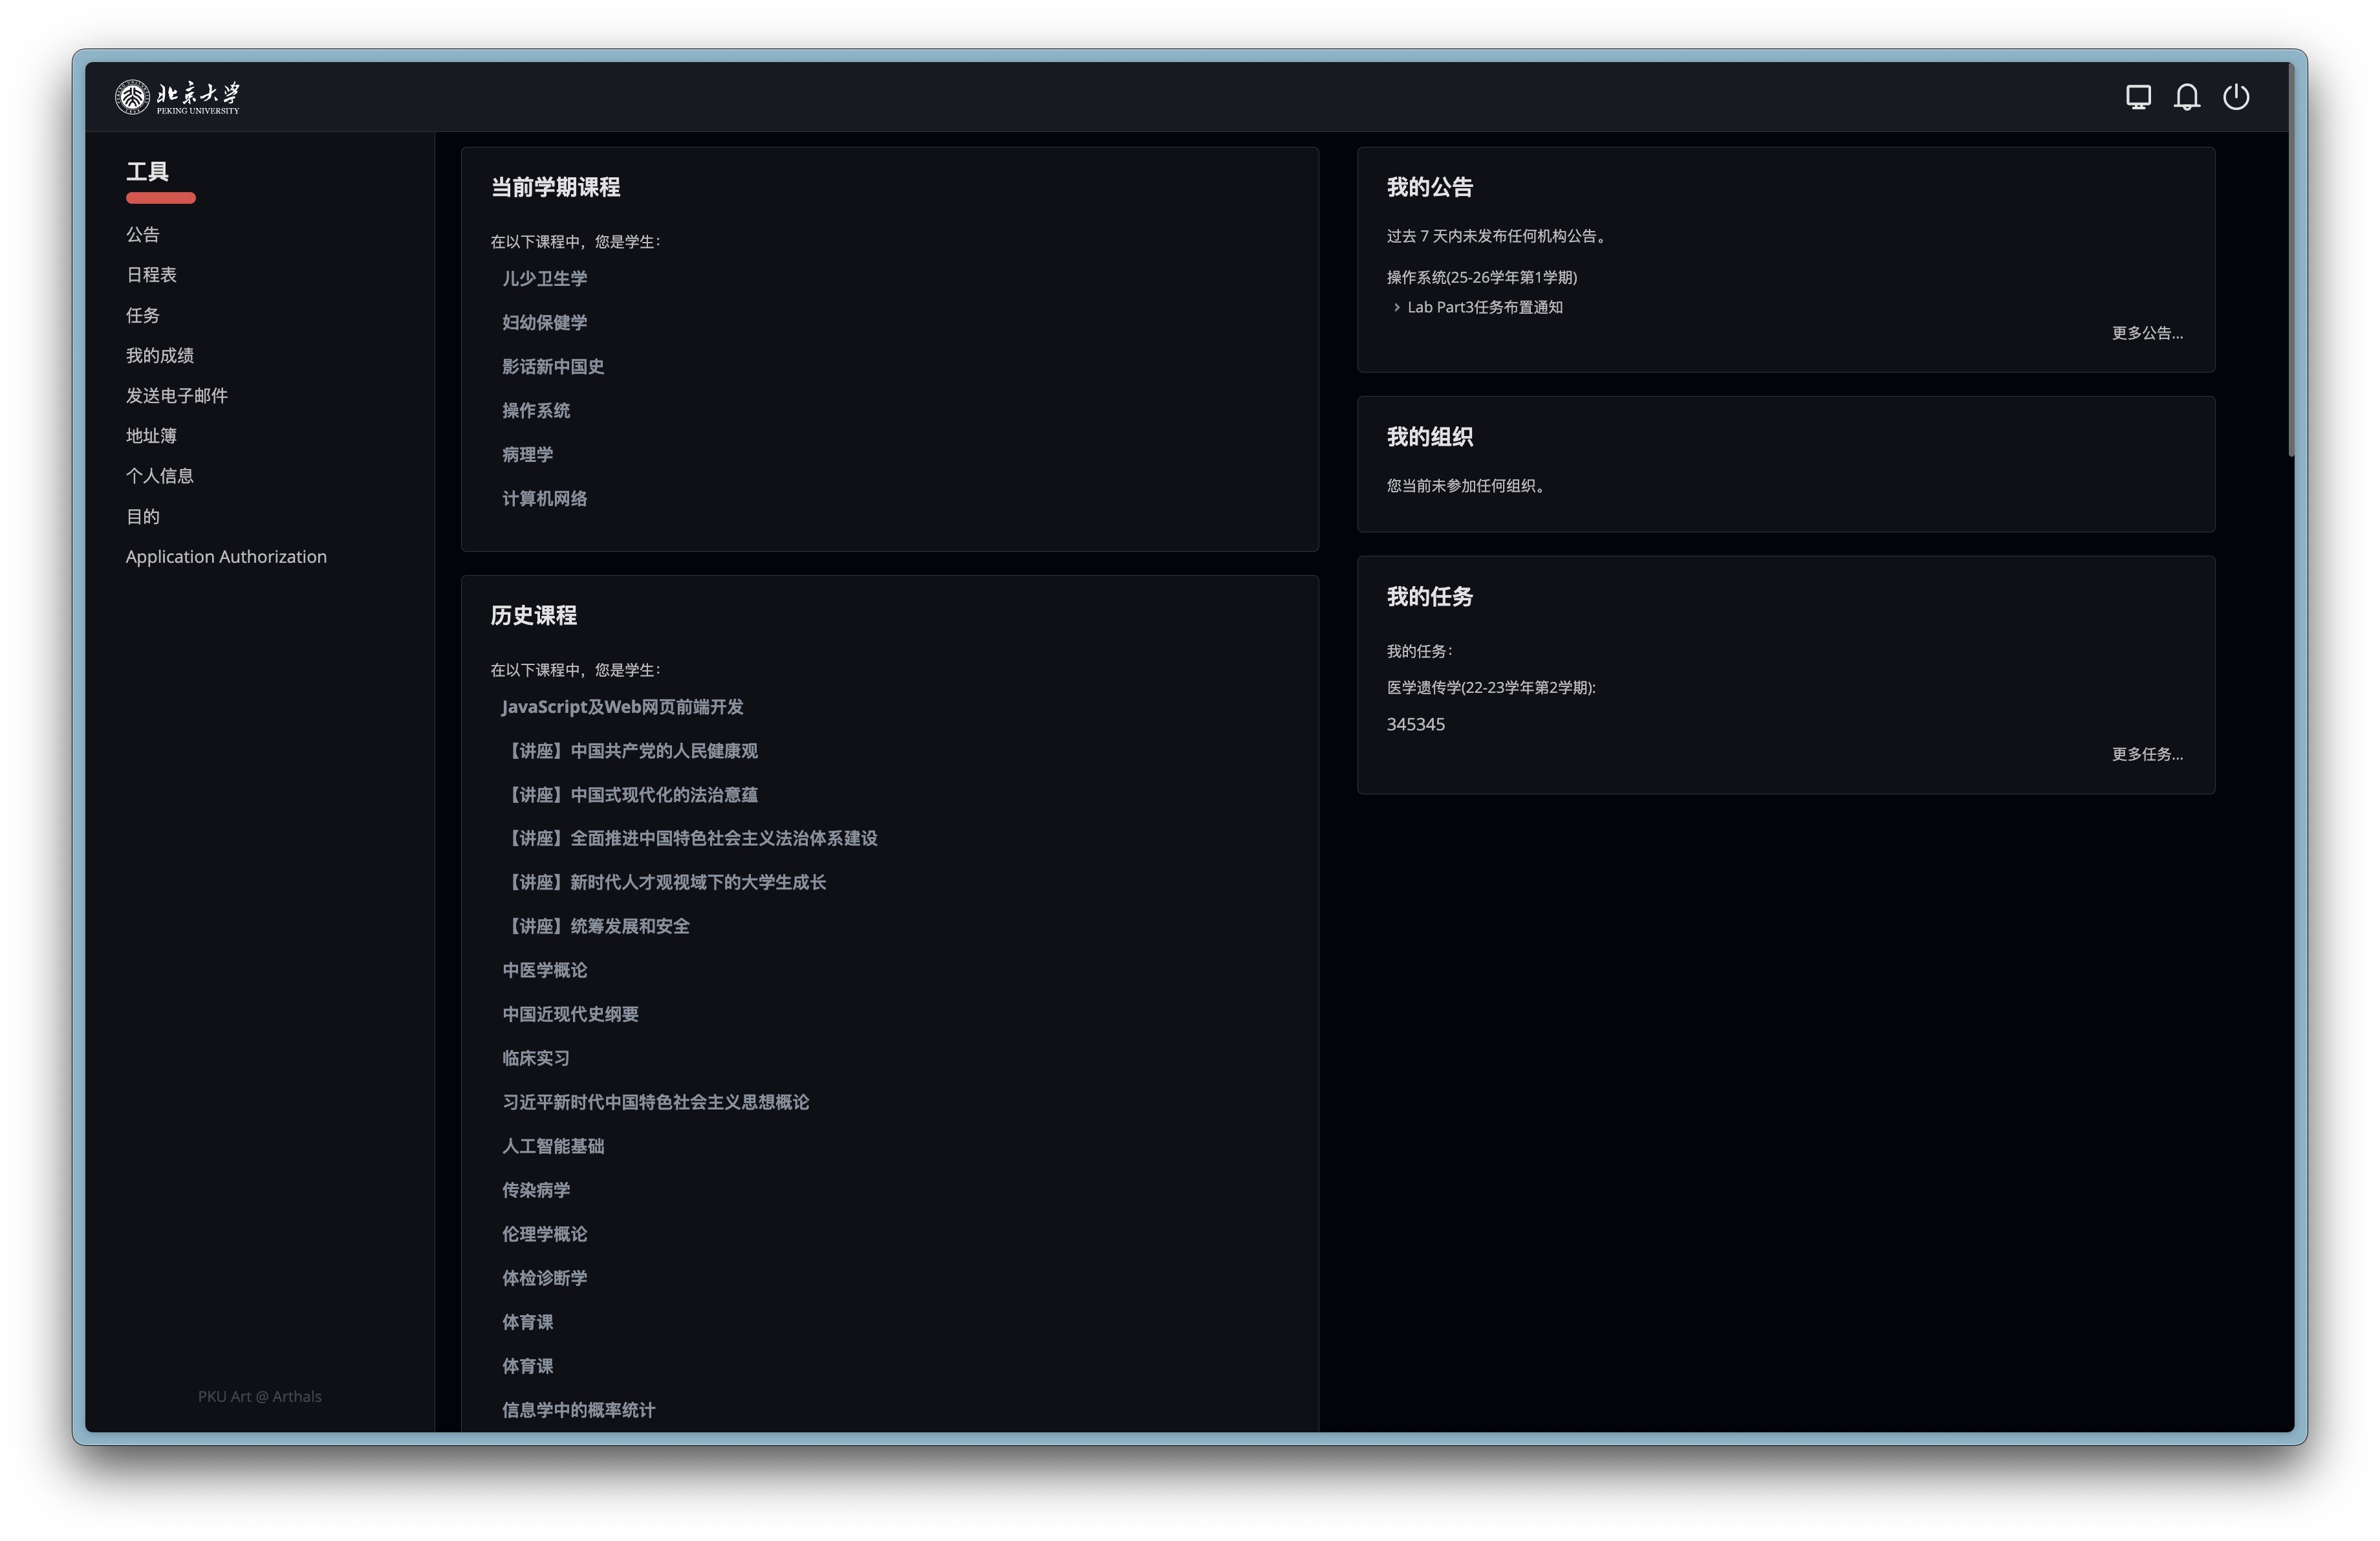 北京大学
PEKING UNIVERSITY
工具
公告
日程表
任务
我的成绩
发送电子邮件
地址簿
个人信息
目的
Application Authorization
PKU Art @ Arthals
当前学期课程
在以下课程中，您是学生：
儿少卫生学
妇幼保健学
影话新中国史
操作系统
病理学
计算机网络
历史课程
在以下课程中，您是学生：
JavaScript及Web网页前端开发
【讲座】中国共产党的人民健康观
【讲座】中国式现代化的法治意蕴
【讲座】全面推进中国特色社会主义法治体系建设
【讲座】新时代人才观视域下的大学生成长
【讲座】统筹发展和安全
中医学概论
中国近现代史纲要
临床实习
习近平新时代中国特色社会主义思想概论
人工智能基础
传染病学
伦理学概论
体检诊断学
体育课
体育课
信息学中的概率统计
我的公告
过去 7 天内未发布任何机构公告。
操作系统(25-26学年第1学期)
Lab Part3任务布置通知
更多公告...
我的组织
您当前未参加任何组织。
我的任务
我的任务：
医学遗传学(22-23学年第2学期):
345345
更多任务...